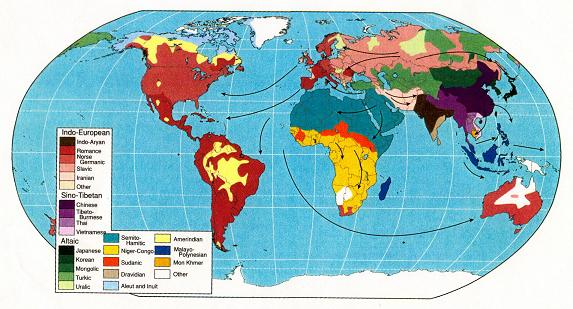 Indo-European
Indo-Aryan
Romance
Norse
Germanic
Slavic
Iranian
Other
Sino-Tibetan
Chinese
Tibeto-
Burmese
Thai
Vietnamese
Altaic
Japanese
Korean
Mongolic
Turkic
Uralic
Semito-
Hamitic
Niger-Congo
Sudanic
Dravidian
Aleut and Inuit
Amerindian
Malayo-
Polynesian
Mon Khmer
Other